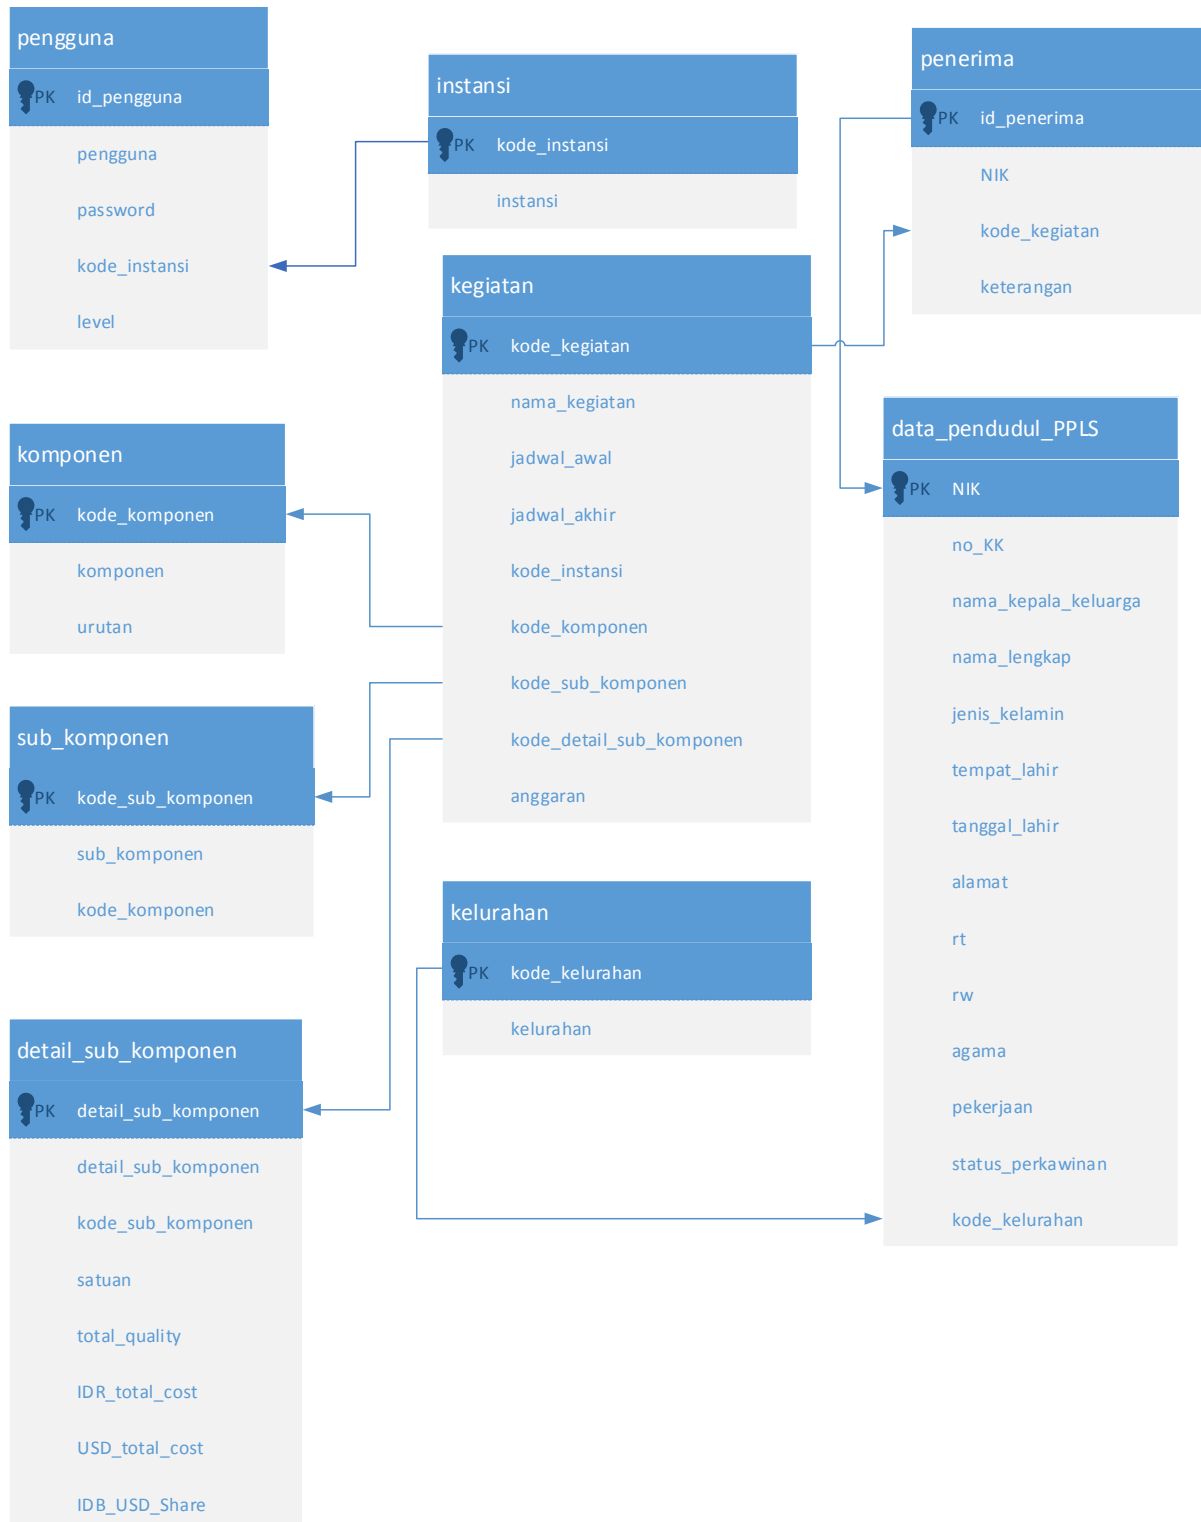 pengguna
PK id_pengguna
pengguna
password
kode_instansi
level
instansi
PK kode_instansi
instansi
penerima
PK id_penerima
NIK
kode_kegiatan
keterangan
kegiatan
PK kode_kegiatan
nama_kegiatan
jadwal_awal
jadwal_akhir
kode_instansi
kode_komponen
kode_sub_komponen
kode_detail_sub_komponen
anggaran
komponen
PK kode_komponen
komponen
urutan
data_pendudul_PPLS
PK NIK
no_KK
nama_kepala_keluarga
nama_lengkap
jenis_kelamin
tempat_lahir
tanggal_lahir
alamat
rt
rw
agama
pekerjaan
status_perkawinan
kode_kelurahan
sub_komponen
PK kode_sub_komponen
sub_komponen
kode_komponen
kelurahan
PK kode_kelurahan
kelurahan
detail_sub_komponen
PK detail_sub_komponen
detail_sub_komponen
kode_sub_komponen
satuan
total_quality
IDR_total_cost
USD_total_cost
IDB_USD_Share